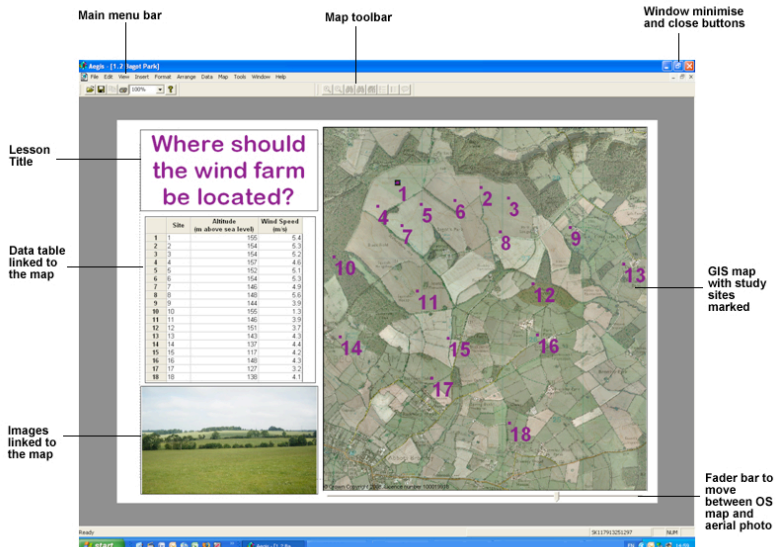 Main menu bar
Map toolbar
Window minimise
and close buttons
Aegis - [1.2 Bagot Park]
File Edit View Insert Format Arrange Data Map Tools Window Help
100%
Lesson
Title
Where should
the wind farm
be located?
Data table
linked to
the map
Site Altitude Wind Speed
(m above sea level) (m/s)
1 1 155 5.4
2 2 154 5.3
3 3 154 5.2
4 4 157 4.6
5 5 152 5.1
6 6 154 5.3
7 7 146 4.9
8 8 148 5.6
9 9 144 3.9
10 10 155 1.3
11 11 146 3.9
12 12 151 3.7
13 13 143 4.3
14 14 137 4.4
15 15 117 4.2
16 16 148 4.3
17 17 127 3.2
18 18 138 4.1
1
2
3
4
5
6
7
8
9
10
11
12
13
14
15
16
17
18
GIS map
with study
sites
marked
Images
linked to
the map
Fader bar to
move
between OS
map and
aerial photo
Ready
SK117913251297 NUM
start
EN